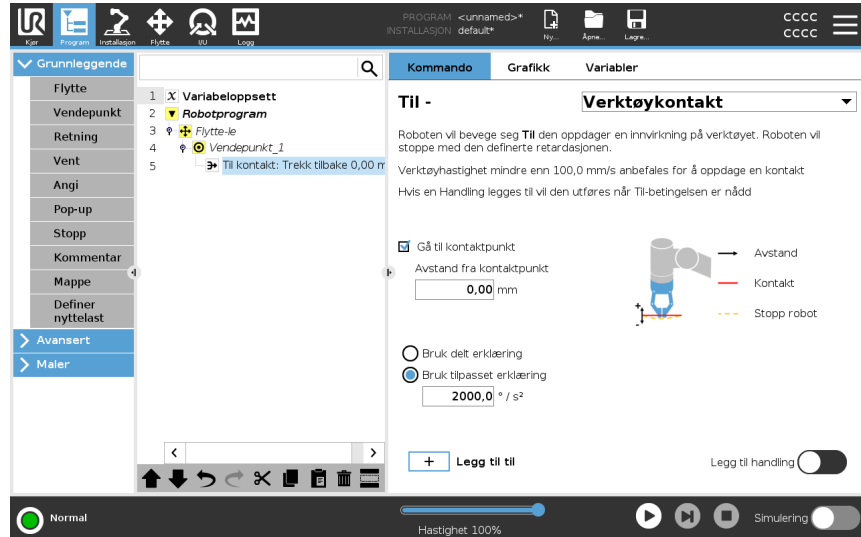 UR
PROGRAM <unnamed>*
INSTALLASJON default*
Kjør
Program
Installasjon
Flytte
I/U
Logg
Ny...
Åpne...
Lagre...
cccc
cccc
Grunnleggende
Flytte
Vendepunkt
Retning
Vent
Angi
Pop-up
Stopp
Kommentar
Mappe
Definer
nyttelast
Avansert
Maler
1 X Variabeloppsett
2 Robotprogram
3 Flytte-le
4 Vendepunkt_1
5 Til kontakt: Trekk tilbake 0,00 m
Kommando Grafikk Variabler
Til - Verktøykontakt
Roboten vil bevege seg Til den oppdager en innvirkning på verktøyet. Roboten vil
stoppe med den definerte retardasjonen.
Verktøyhastighet mindre enn 100,0 mm/s anbefales for å oppdage en kontakt
Hvis en Handling legges til vil den utføres når Til-betingelsen er nådd
Gå til kontaktpunkt
Avstand fra kontaktpunkt
0,00 mm
+
-
Avstand
Kontakt
Stopp robot
Bruk delt erklæring
Bruk tilpasset erklæring
2000,0 ° / s²
+ Legg til til
Legg til handling
Normal
Hastighet 100%
Simulering